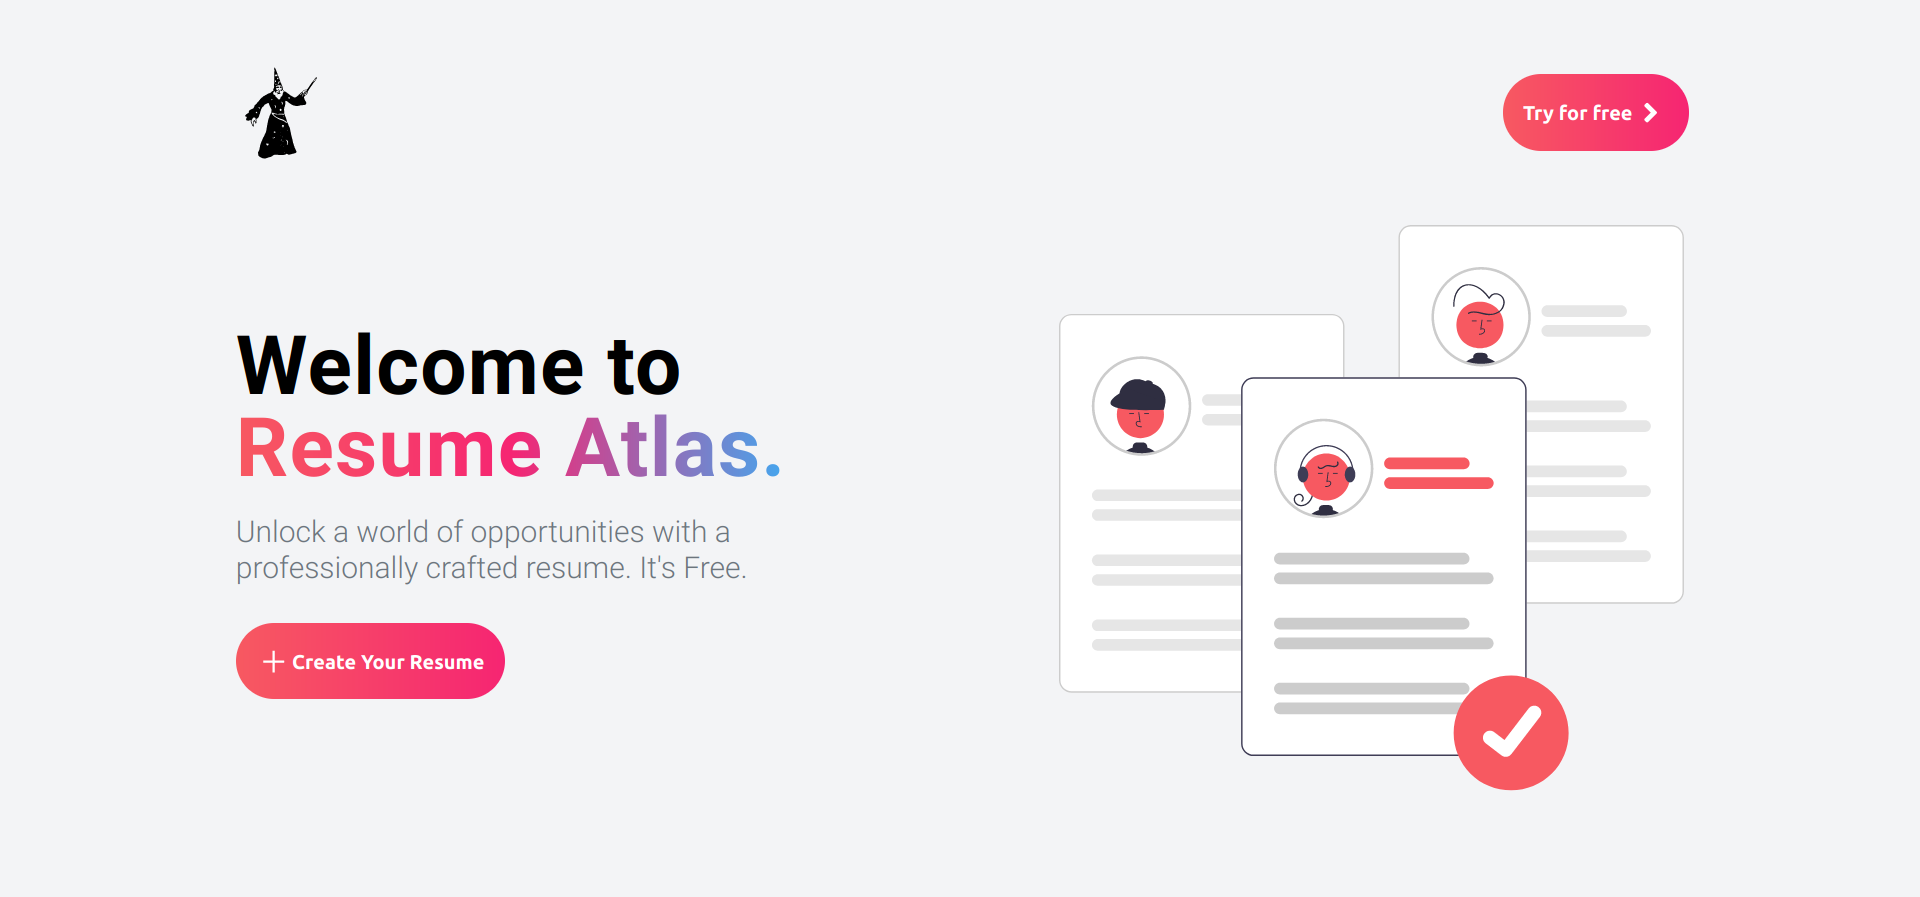 Try for free
Welcome to
Resume Atlas.
Unlock a world of opportunities with a
professionally crafted resume. It's Free.
Create Your Resume